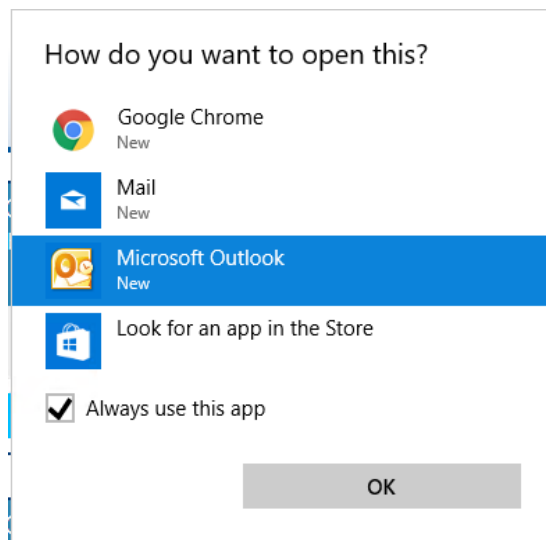 How do you want to open this?
Google Chrome
New
Mail
New
Microsoft Outlook
New
Look for an app in the Store
Always use this app
OK